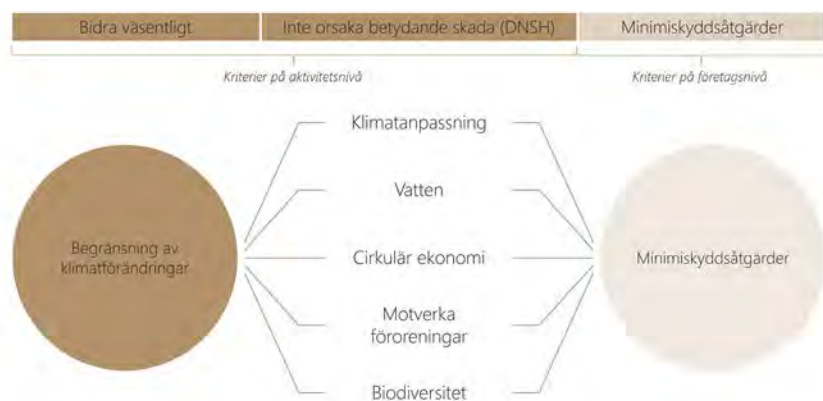 Bidra väsentligt
Inte orsaka betydande skada (DNSH)
Minimiskyddsåtgärder
Kriterier på aktivitetsnivå
Kriterier på företagsnivå
Klimatanpassning
Vatten
Begränsning av
klimatförändringar
Cirkulär ekonomi
Minimiskyddsåtgärder
Motverka
föroreningar
Biodiversitet